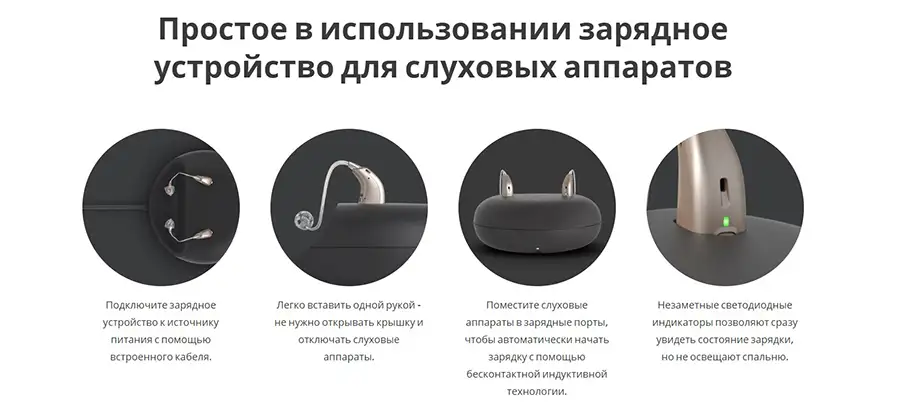 Простое в использовании зарядное
устройство для слуховых аппаратов
Подключите зарядное
устройство к источнику
питания с помощью
встроенного кабеля.
Легко вставить одной рукой -
не нужно открывать крышку и
отключать слуховые
аппараты.
Поместите слуховые
аппараты в зарядные порты,
чтобы автоматически начать
зарядку с помощью
бесконтактной индуктивной
технологии.
Незаметные светодиодные
индикаторы позволяют сразу
увидеть состояние зарядки,
но не освещают спальню.